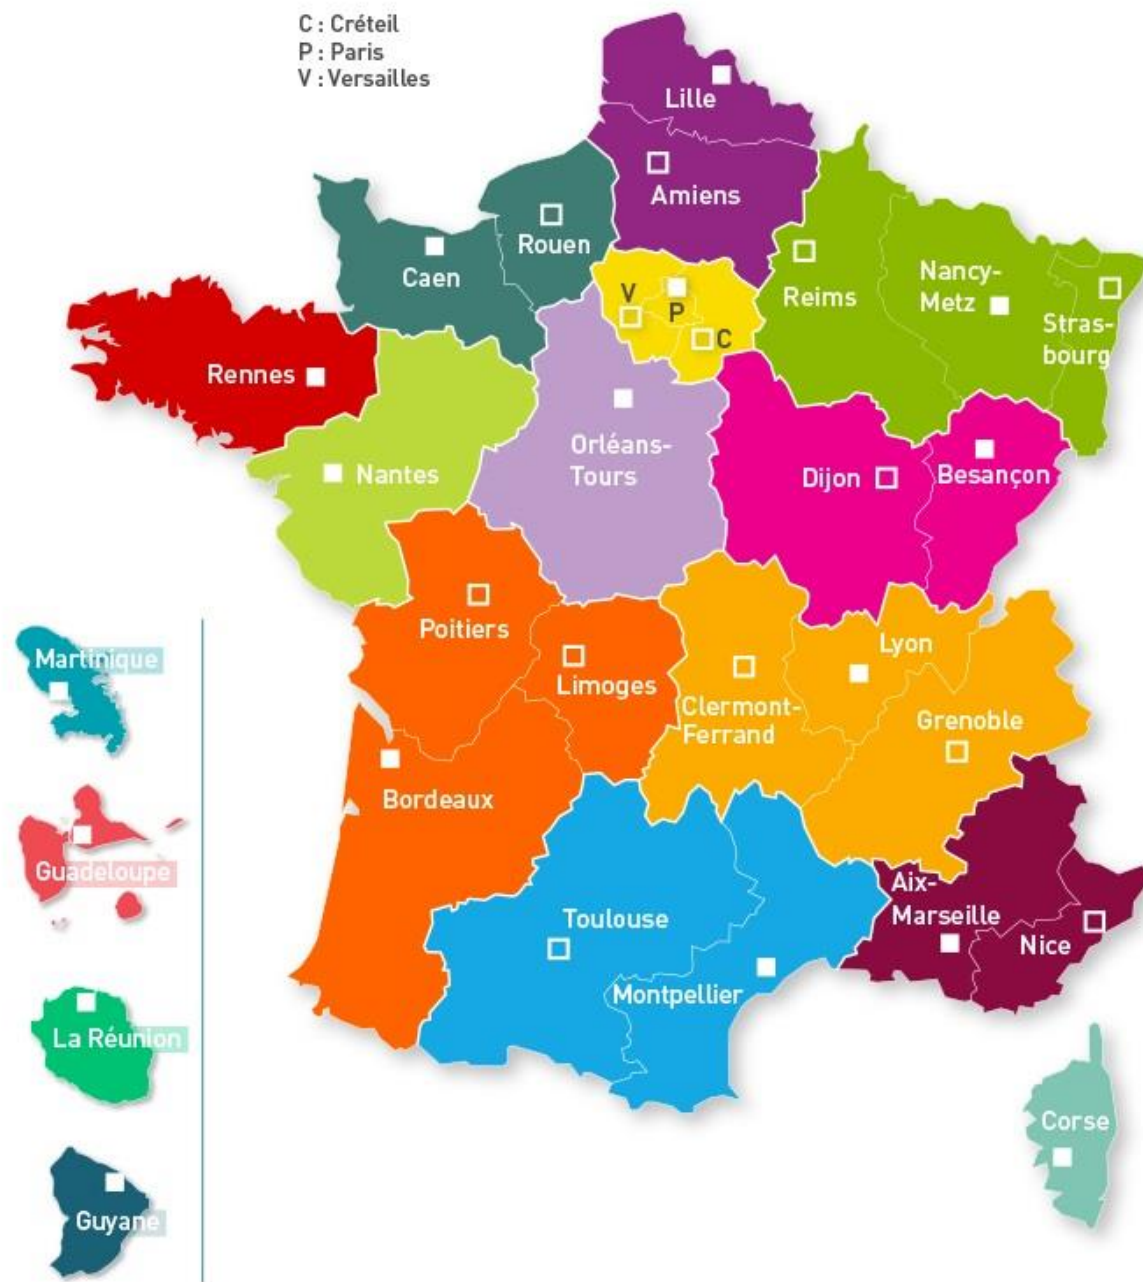 C : Créteil
P : Paris
V : Versailles
Lille
Amiens
Rouen
Caen
Reims
Nancy-
Metz
Stras-
bourg
V
P
C
Rennes
Nantes
Orléans-
Tours
Dijon
Besançon
Poitiers
Limoges
Clermont-
Ferrand
Lyon
Grenoble
Bordeaux
Toulouse
Montpellier
Aix-
Marseille
Nice
Corse
Martinique
Guadeloupe
La Réunion
Guyane